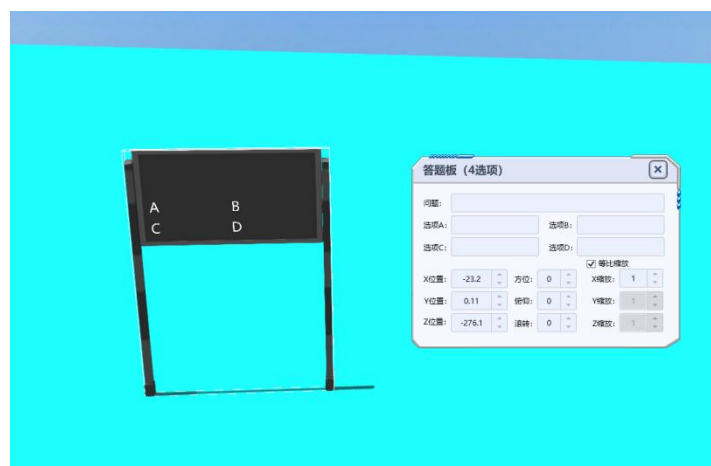 A B
C D
答题板（4选项）
问题：
选项A： 选项B：
选项C： 选项D：
等比缩放
X位置： -23.2 方位： 0 X缩放： 1
Y位置： 0.11 俯仰： 0 Y缩放： 1
Z位置： -276.1 滚转： 0 Z缩放： 1